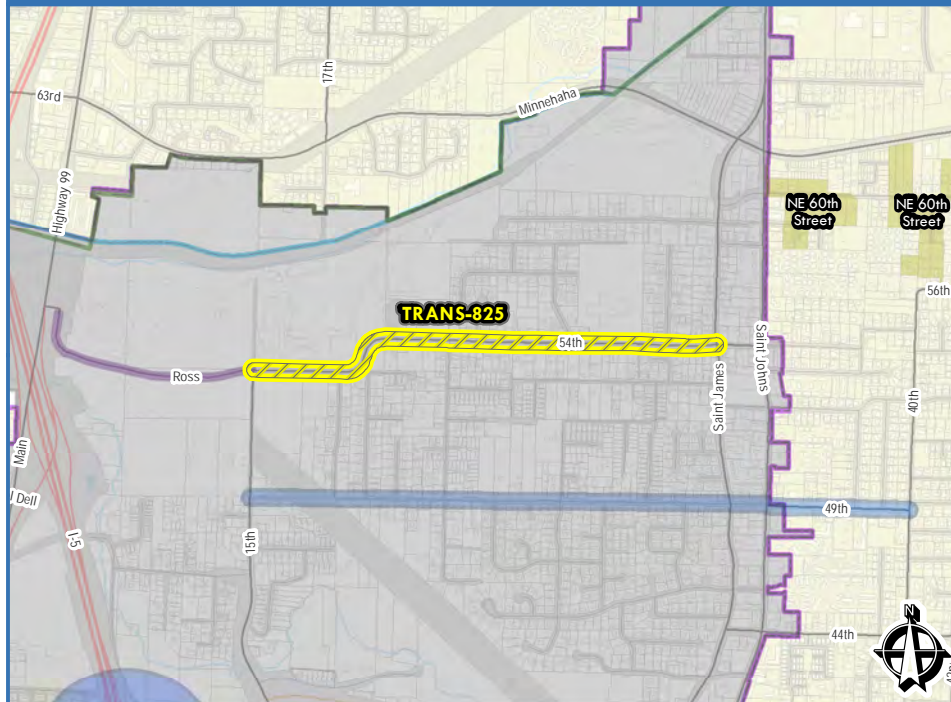 17th
63rd
Minnehaha
Highway 99
NE 60th
Street
NE 60th
Street
56th
TRANS-825
54th
Saint Johns
Ross
Saint James
40th
Main
l Dell
49th
I-5
15th
44th
N